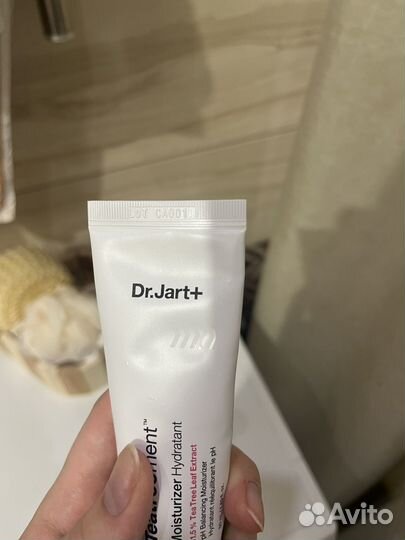 LOT CA001
Dr.Jart+
Moisturizer Hydratant
1.5% Tea Tree Leaf Extract
pH Balancing Moisturizer
Hydratant rééquilibrant le pH
Avito